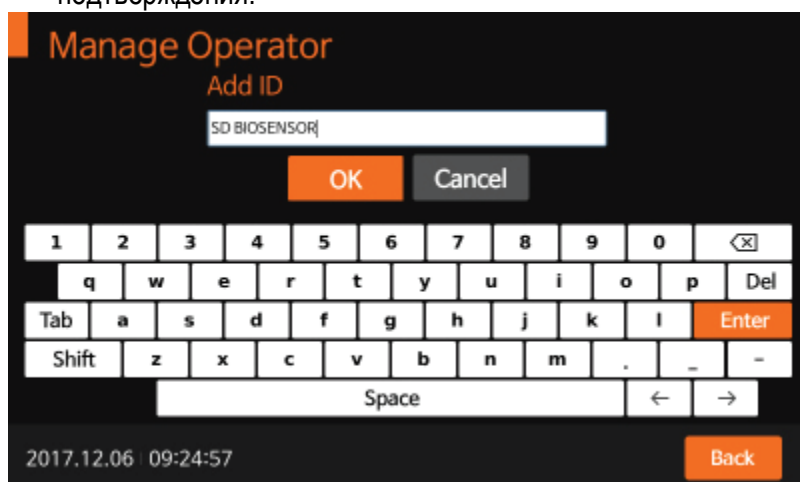 подтверждения.
Manage Operator
Add ID
SD BIOSENSOR
OK Cancel
1 2 3 4 5 6 7 8 9 0
q w e r t y u i o p Del
Tab a s d f g h j k l Enter
Shift z x c v b n m . _ -
Space ← →
2017.12.06 09:24:57 Back